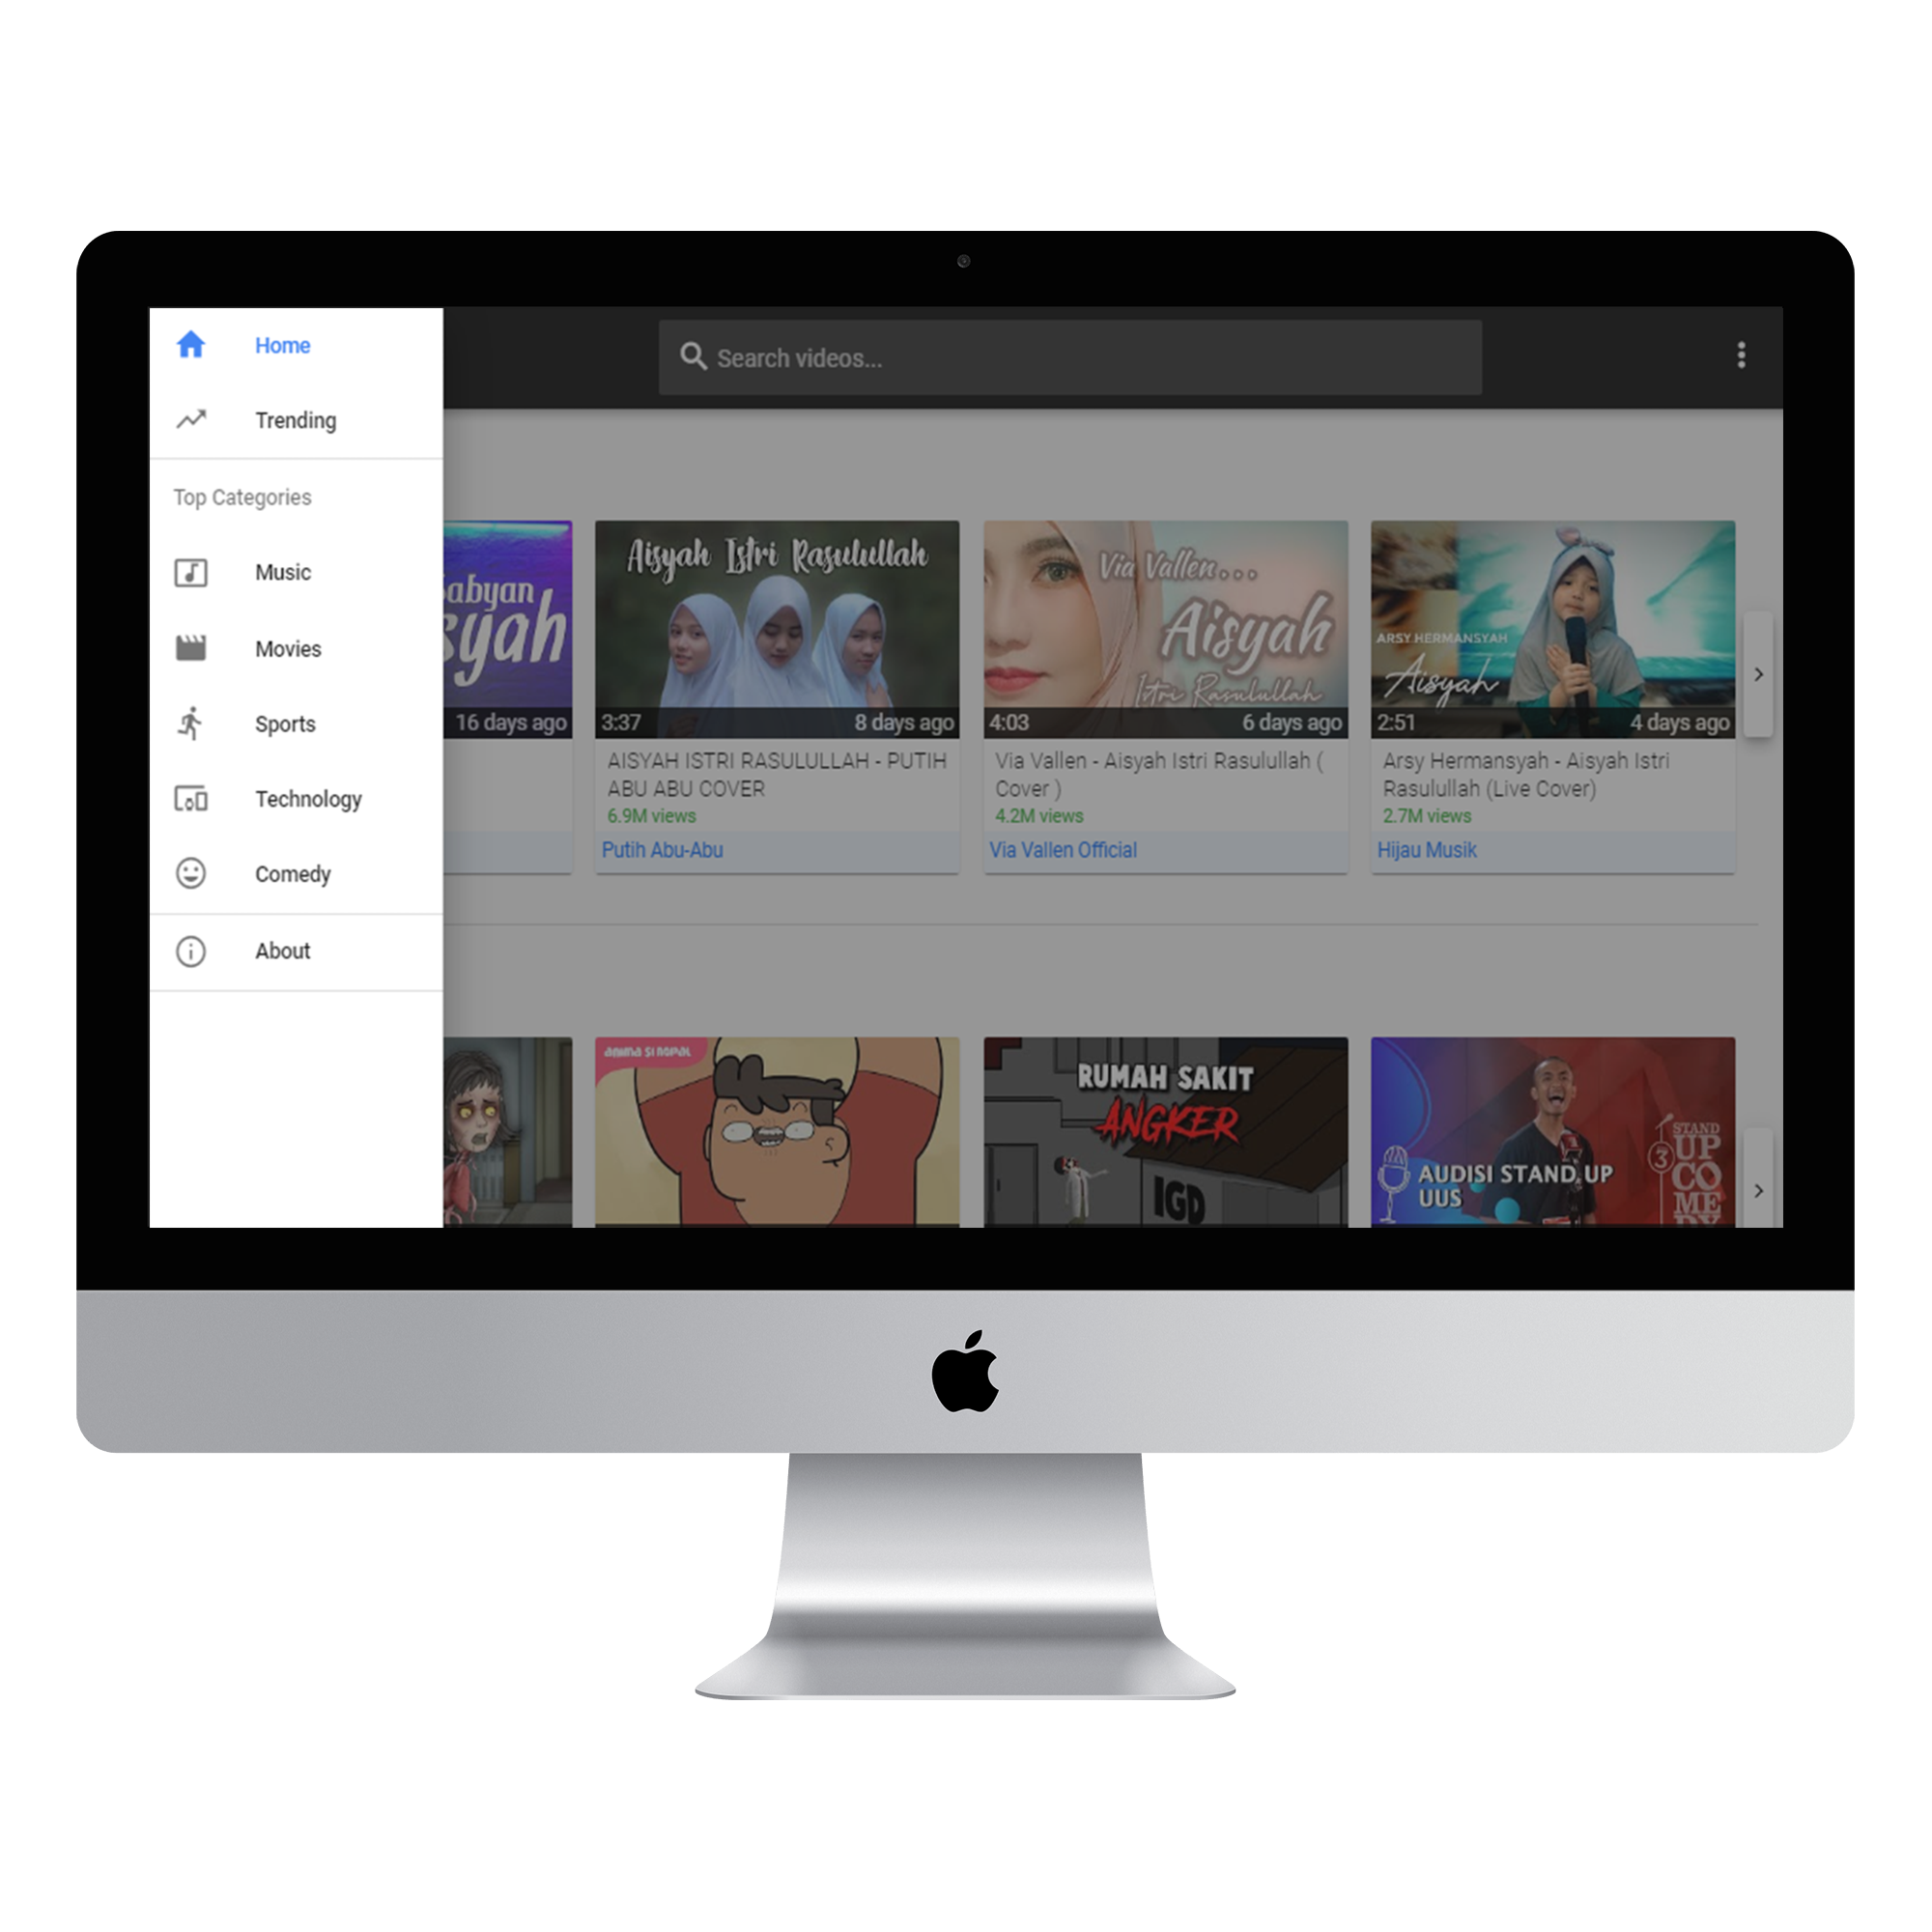 Home
Search videos...
Trending
Top Categories
Music
Movies
Sports
Technology
Comedy
About
abyan
syah
16 days ago
Aisyah Istri Rasulullah
3:37
8 days ago
AISYAH ISTRI RASULULLAH - PUTIH
ABU ABU COVER
6.9M views
Putih Abu-Abu
Via Vallen...
Aisyah
Istri Rasulullah
4:03
6 days ago
Via Vallen - Aisyah Istri Rasulullah (
Cover )
4.2M views
Via Vallen Official
ARSY HERMANSYAH
Aisyah
2:51
4 days ago
Arsy Hermansyah - Aisyah Istri
Rasulullah (Live Cover)
2.7M views
Hijau Musik
anima si nopal
RUMAH SAKIT
ANGKER
IGD
AUDISI STAND UP
UUS
STAND
UP
CO
ME
DY
3